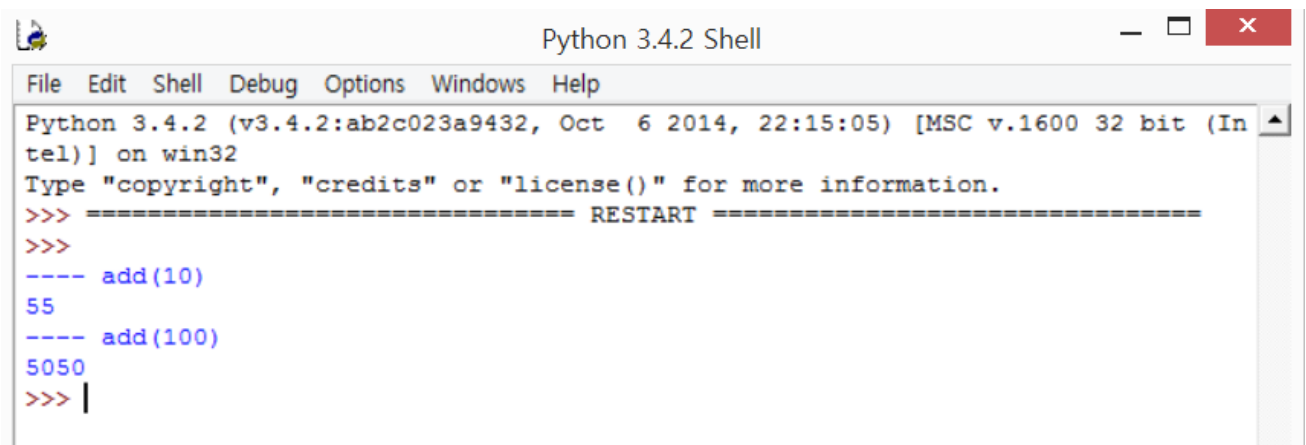 Python 3.4.2 Shell
File Edit Shell Debug Options Windows Help
Python 3.4.2 (v3.4.2:ab2c023a9432, Oct  6 2014, 22:15:05) [MSC v.1600 32 bit (In
tel)] on win32
Type "copyright", "credits" or "license()" for more information.
>>> ================================ RESTART ================================
>>>
---- add(10)
55
---- add(100)
5050
>>>